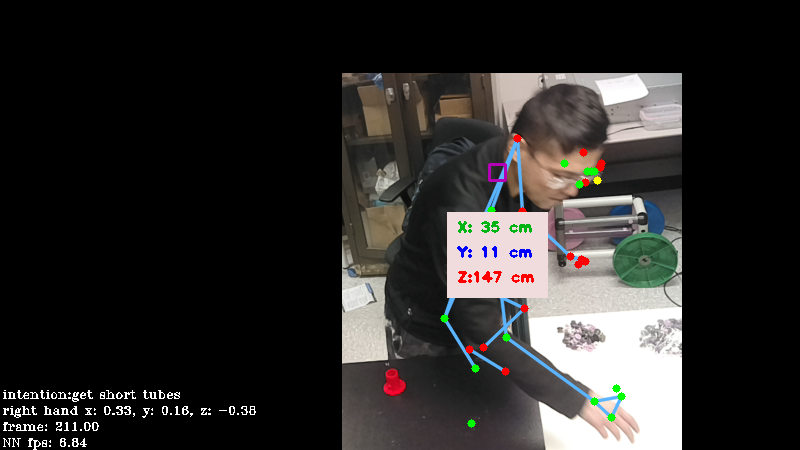 X: 35 cm
Y: 11 cm
Z:147 cm
intention:get short tubes
right hand x: 0.33, y: 0.16, z: -0.38
frame: 211.00
NN fps: 6.84